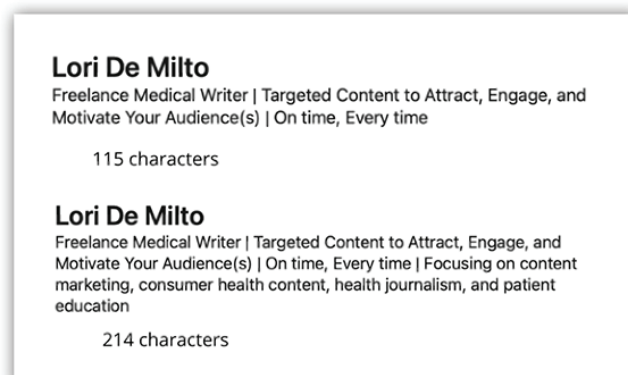 Lori De Milto
Freelance Medical Writer | Targeted Content to Attract, Engage, and
Motivate Your Audience(s) | On time, Every time
115 characters
Lori De Milto
Freelance Medical Writer | Targeted Content to Attract, Engage, and
Motivate Your Audience(s) | On time, Every time | Focusing on content
marketing, consumer health content, health journalism, and patient
education
214 characters